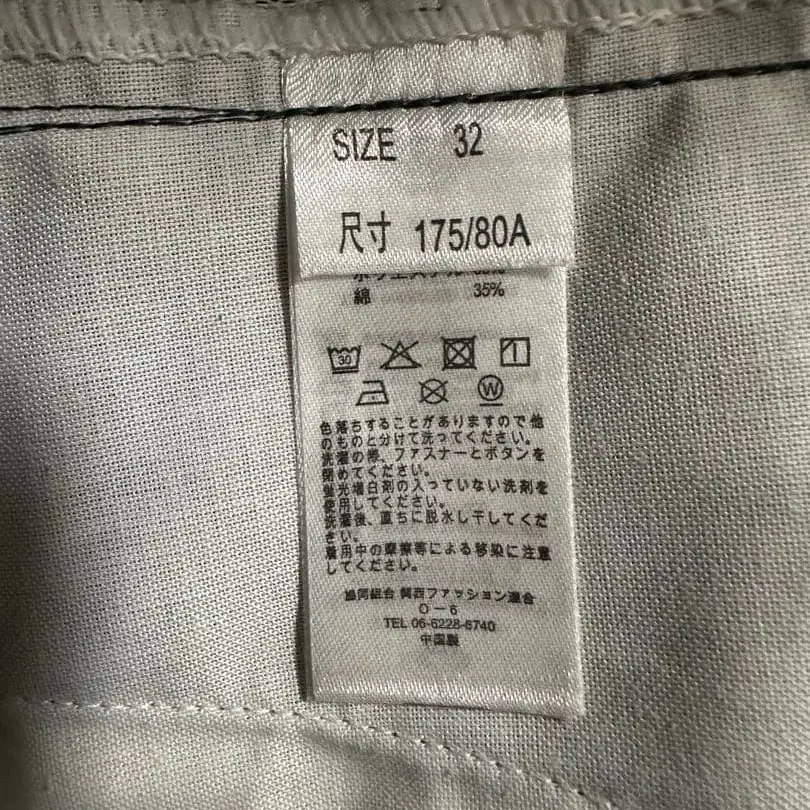 SIZE 32
尺寸 175/80A
綿 35%
30
W
色落ちすることがありますので他
のものと分けて洗ってください。
洗濯の際、ファスナーとボタンを
閉めてください。
蛍光増白剤の入っていない洗剤を
使用してください。
洗濯後、直ちに脱水し干してくだ
さい。
着用中の摩擦等による移染に注意
してください。
協同組合 関西ファッション連合
O－6
TEL 06-6228-6740
中国製